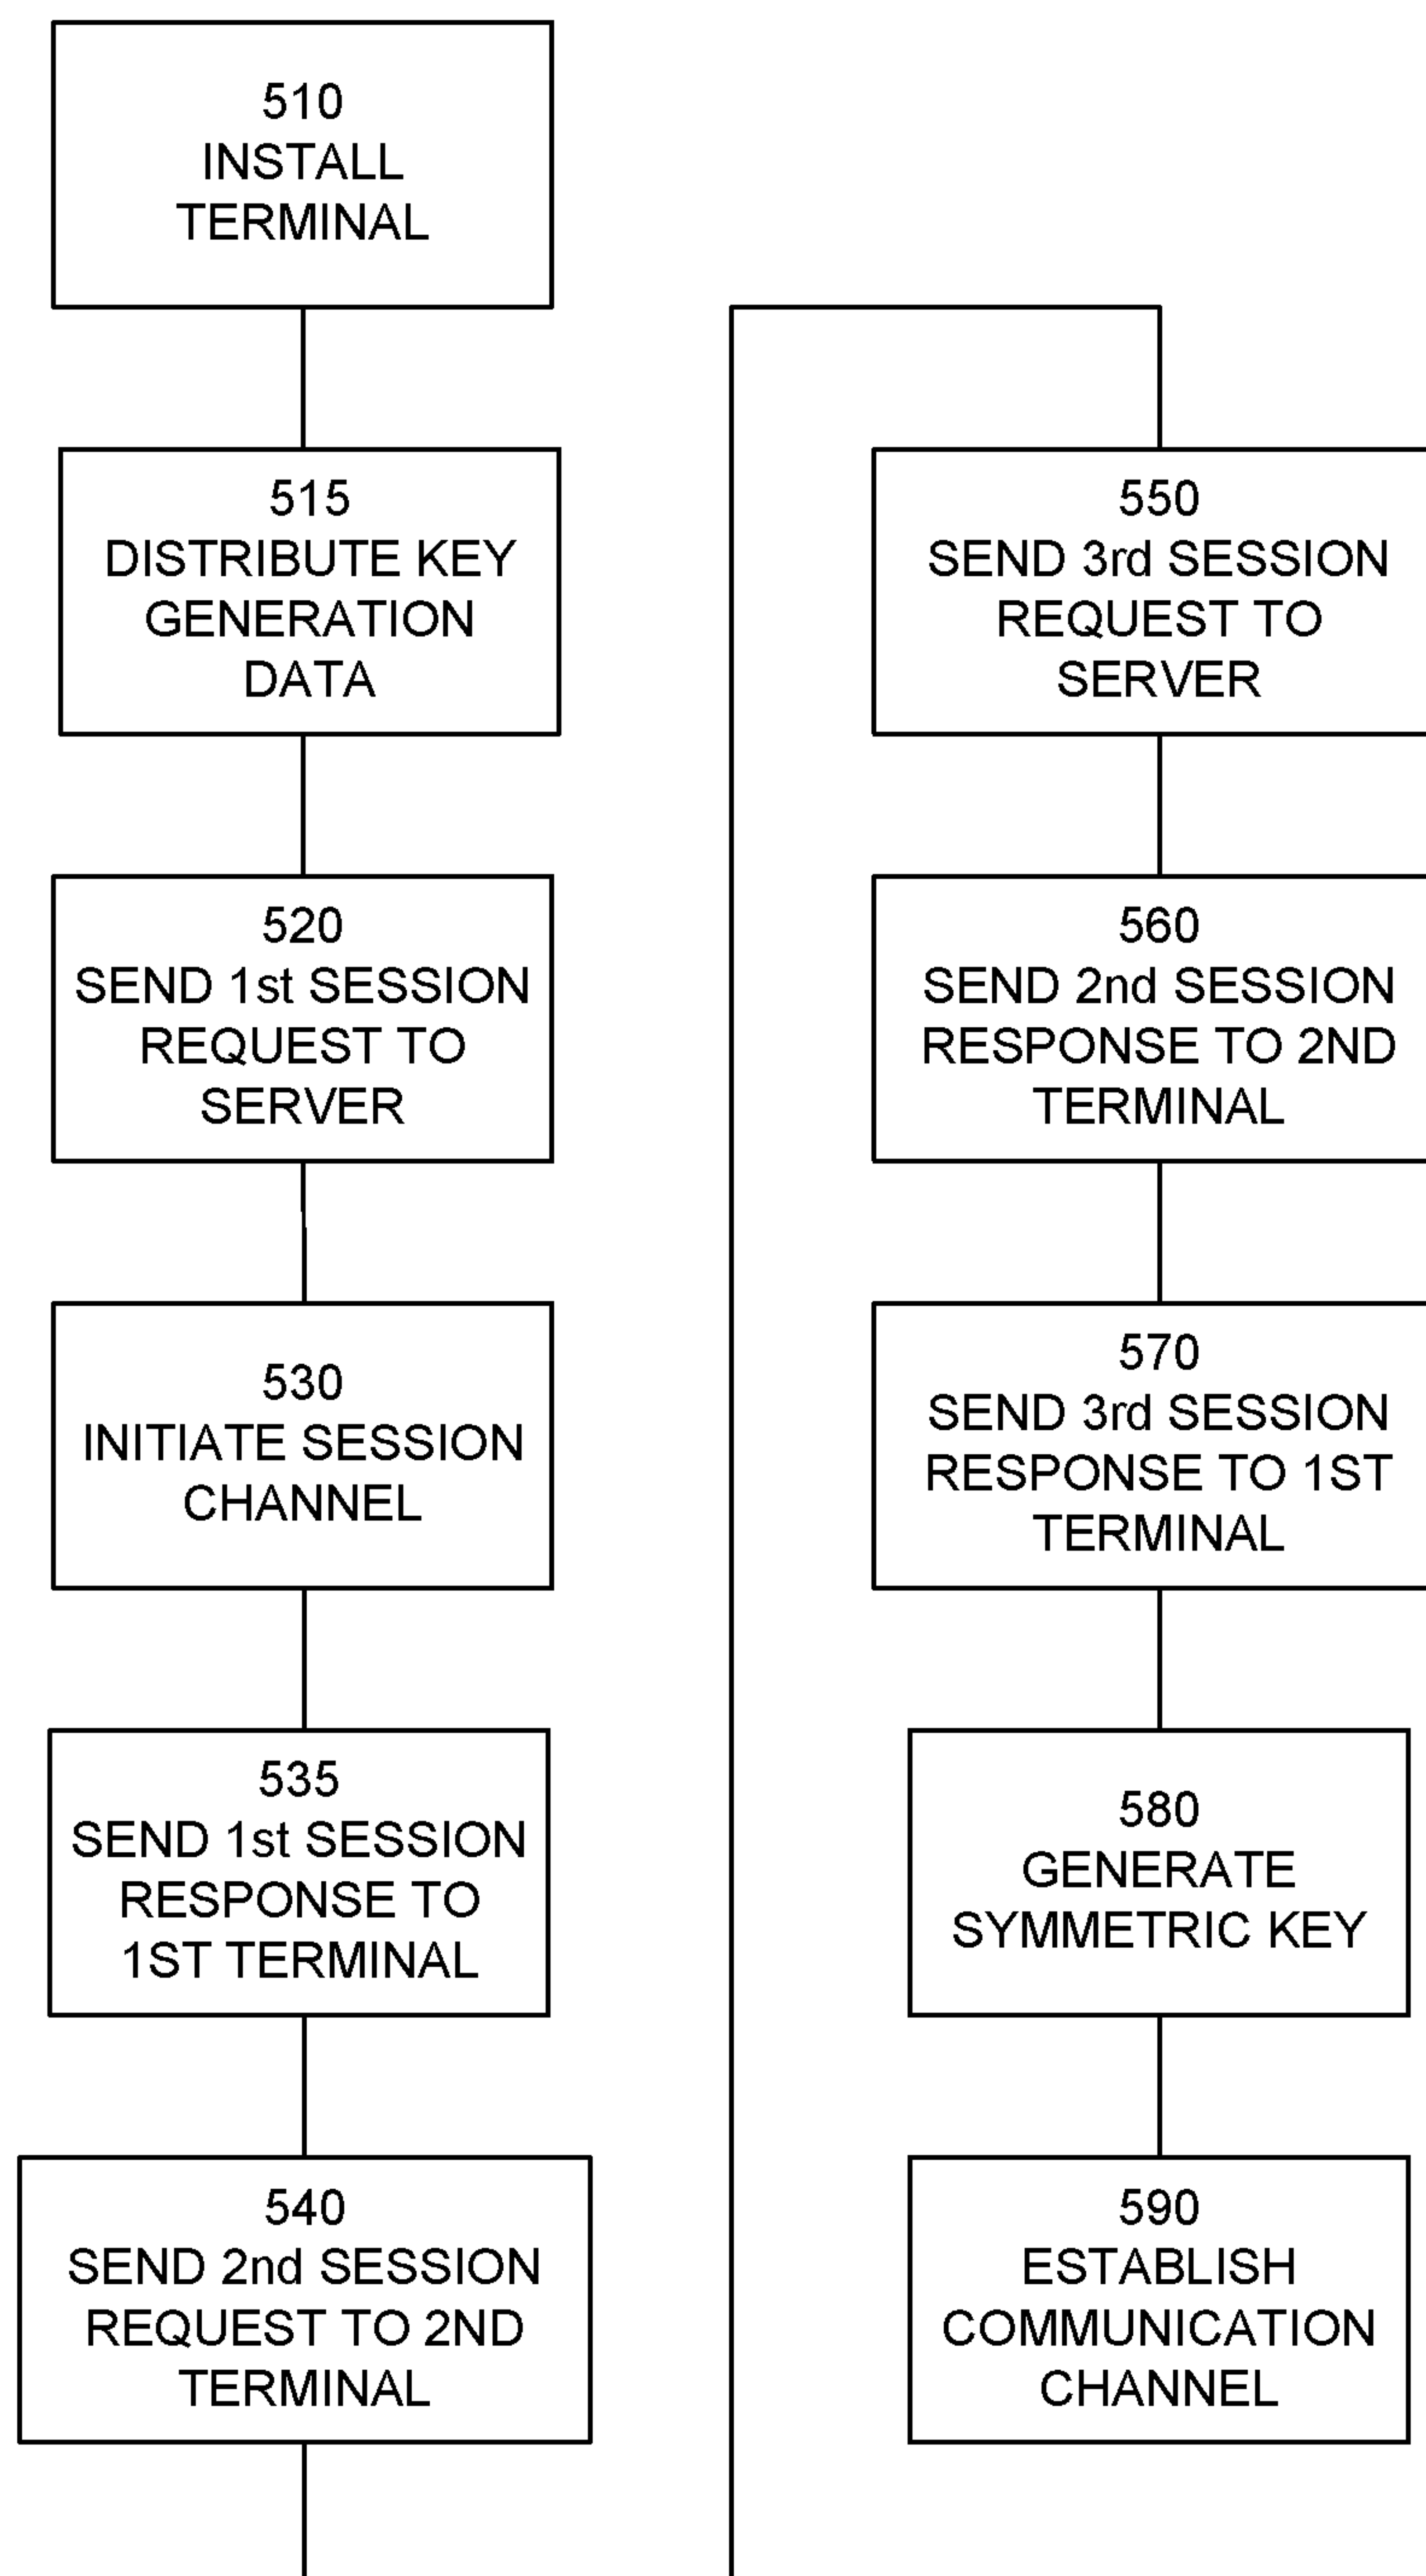 510
INSTALL
TERMINAL
515
DISTRIBUTE KEY
GENERATION
DATA
520
SEND 1st SESSION
REQUEST TO
SERVER
530
INITIATE SESSION
CHANNEL
535
SEND 1st SESSION
RESPONSE TO
1ST TERMINAL
540
SEND 2nd SESSION
REQUEST TO 2ND
TERMINAL
550
SEND 3rd SESSION
REQUEST TO
SERVER
560
SEND 2nd SESSION
RESPONSE TO 2ND
TERMINAL
570
SEND 3rd SESSION
RESPONSE TO 1ST
TERMINAL
580
GENERATE
SYMMETRIC KEY
590
ESTABLISH
COMMUNICATION
CHANNEL